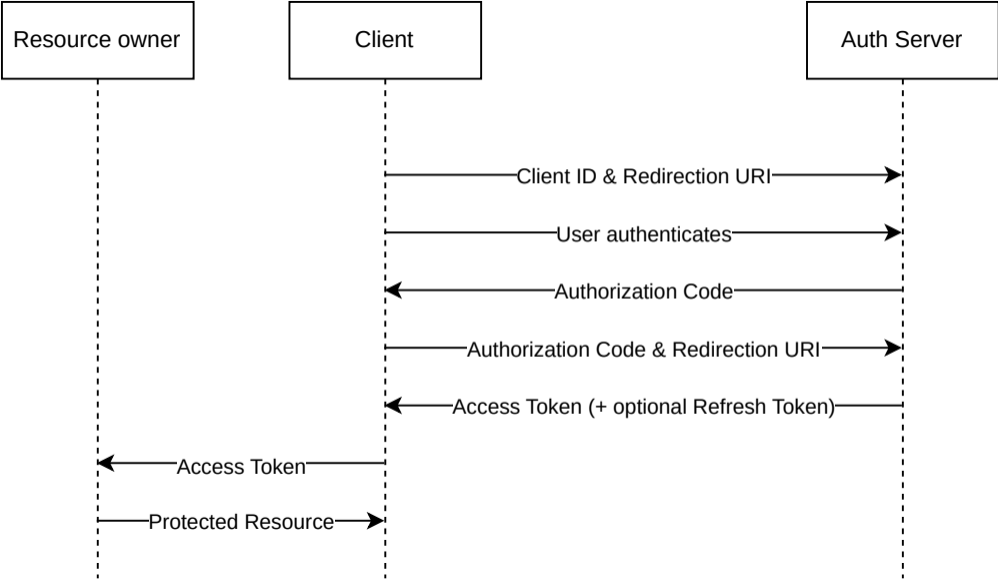 Resource owner
Client
Auth Server
Client ID & Redirection URI
User authenticates
Authorization Code
Authorization Code & Redirection URI
Access Token (+ optional Refresh Token)
Access Token
Protected Resource